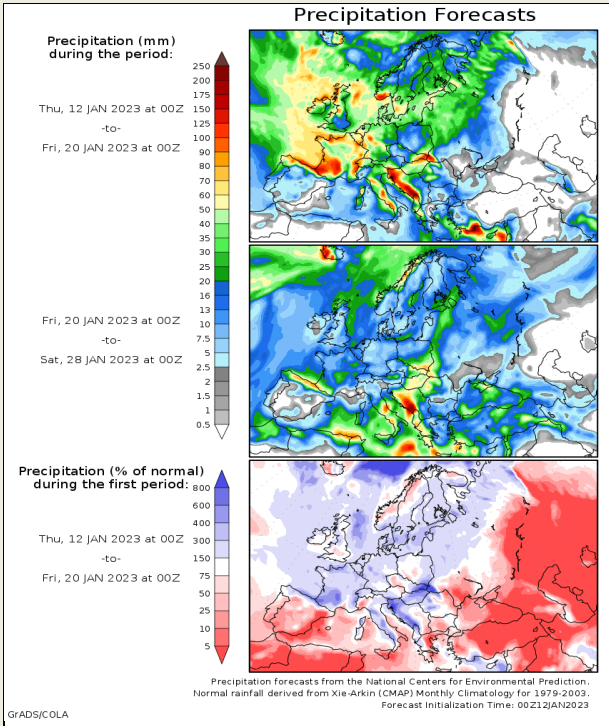 Precipitation Forecasts
Precipitation (mm)
during the period:
Thu, 12 JAN 2023 at 00Z
-to-
Fri, 20 JAN 2023 at 00Z
250
200
175
150
125
100
90
80
70
60
50
40
35
30
25
20
16
13
10
7.5
5
2.5
2
1.5
1
0.5
Fri, 20 JAN 2023 at 00Z
-to-
Sat, 28 JAN 2023 at 00Z
Precipitation (% of normal)
during the first period:
Thu, 12 JAN 2023 at 00Z
-to-
Fri, 20 JAN 2023 at 00Z
800
600
400
300
150
75
50
25
10
5
Precipitation forecasts from the National Centers for Environmental Prediction.
Normal rainfall derived from Xie-Arkin (CMAP) Monthly Climatology for 1979-2003.
Forecast Initialization Time: 00Z12JAN2023
GrADS/COLA